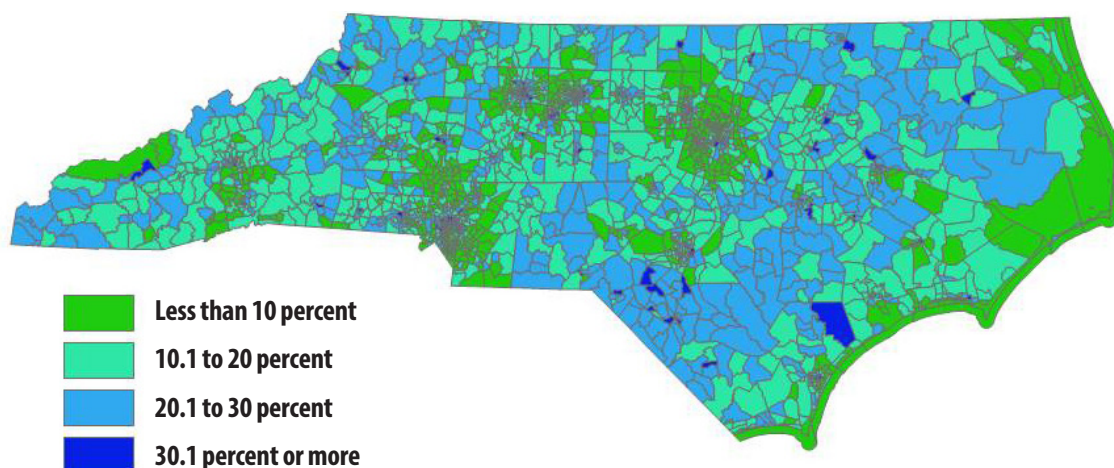 Less than 10 percent
10.1 to 20 percent
20.1 to 30 percent
30.1 percent or more